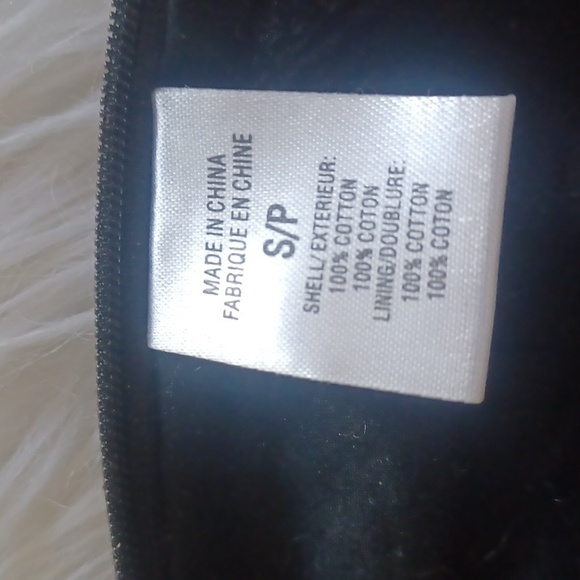 MADE IN CHINA
FABRIQUE EN CHINE
S/P
SHELL/EXTERIEUR:
100% COTTON
100% COTON
LINING/DOUBLURE:
100% COTTON
100% COTON